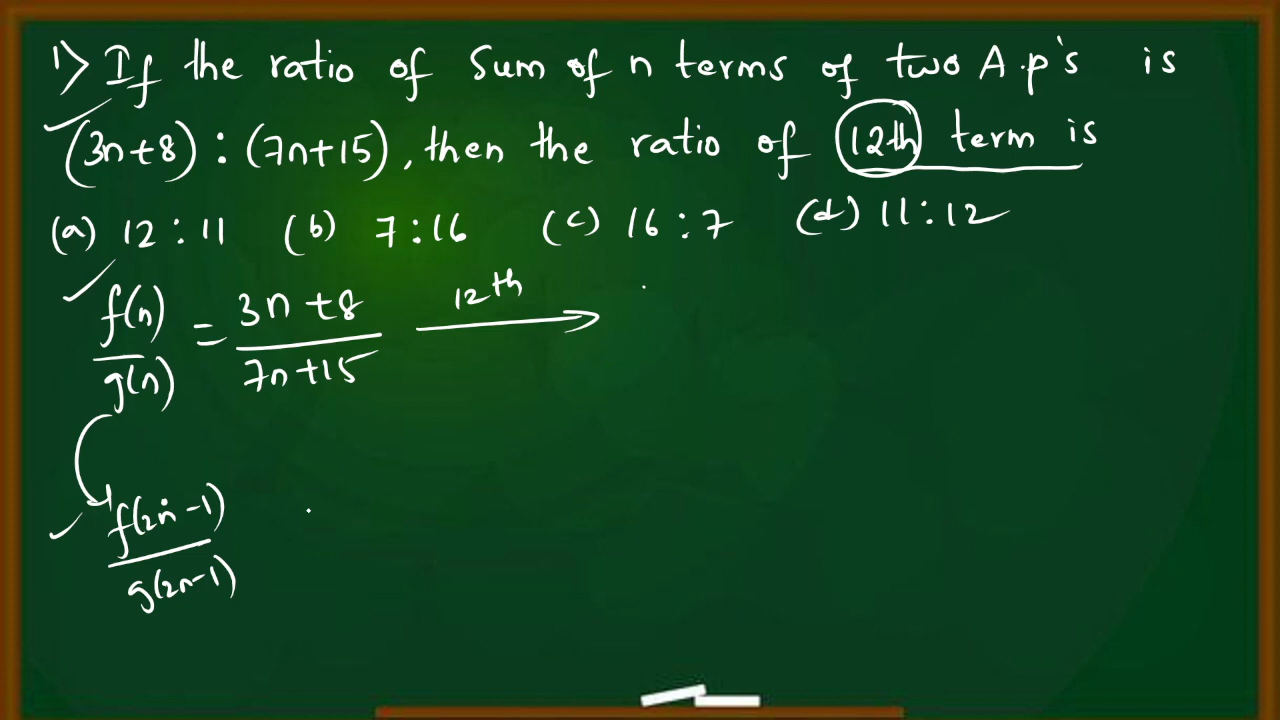 1) If the ratio of Sum of n terms of two A.p's is
(3n+8) : (7n+15), then the ratio of 12th term is
(a) 12 : 11 (b) 7 : 16 (c) 16 : 7 (d) 11 : 12
f(n)/g(n) = 3n+8/7n+15 12th
f(2n-1)/g(2n-1)